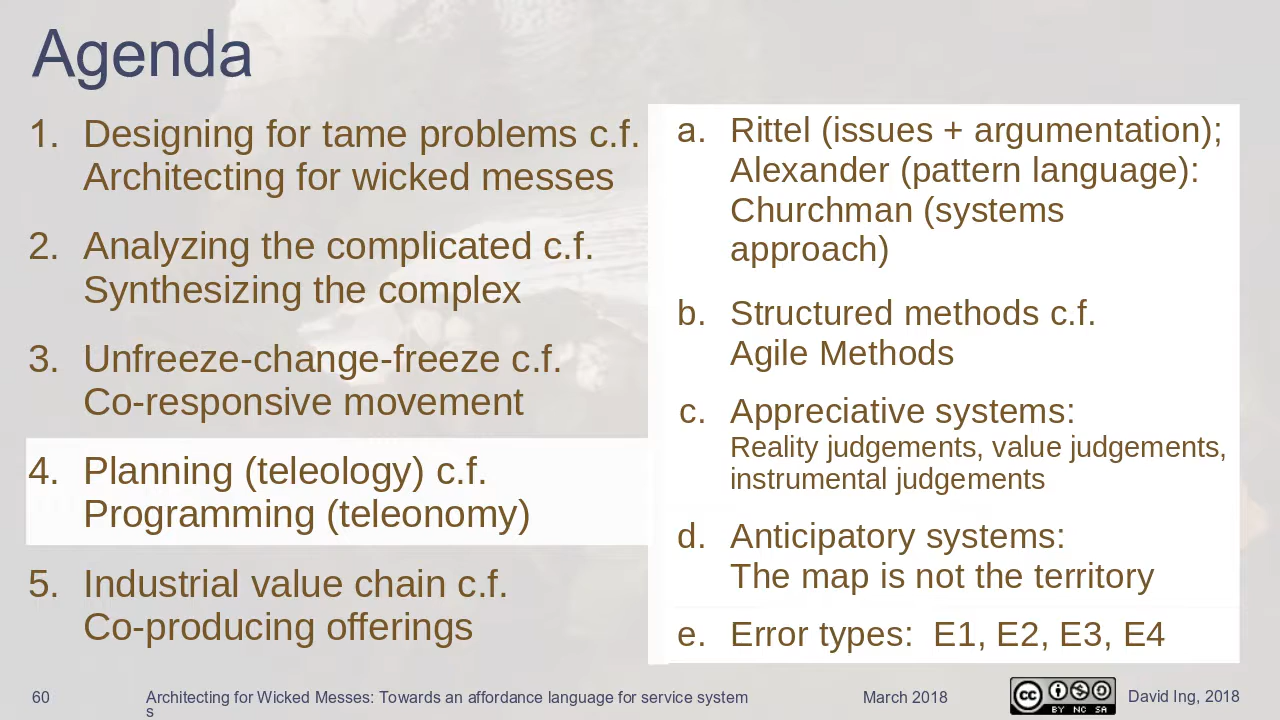 Agenda
1. Designing for tame problems c.f.
Architecting for wicked messes
2. Analyzing the complicated c.f.
Synthesizing the complex
3. Unfreeze-change-freeze c.f.
Co-responsive movement
4. Planning (teleology) c.f.
Programming (teleonomy)
5. Industrial value chain c.f.
Co-producing offerings
a. Rittel (issues + argumentation);
Alexander (pattern language):
Churchman (systems
approach)
b. Structured methods c.f.
Agile Methods
c. Appreciative systems:
Reality judgements, value judgements,
instrumental judgements
d. Anticipatory systems:
The map is not the territory
e. Error types: E1, E2, E3, E4
60
Architecting for Wicked Messes: Towards an affordance language for service system
s
March 2018
cc
BY NC SA
David Ing, 2018